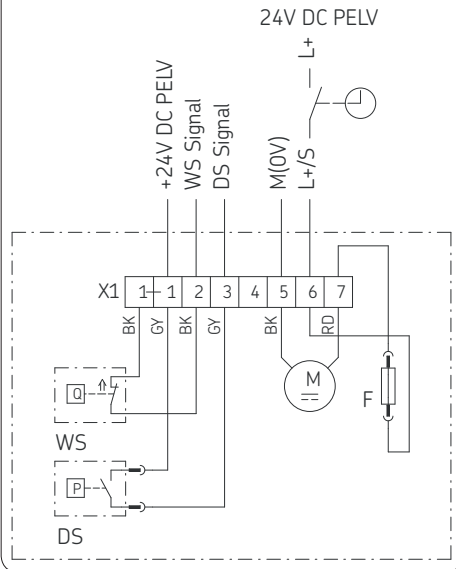 24V DC PELV
L+
+24V DC PELV
WS Signal
DS Signal
M(0V)
L+/S
X1 1 1 2 3 4 5 6 7
BK GY BK GY BK RD
Q
M
F
WS
P
DS